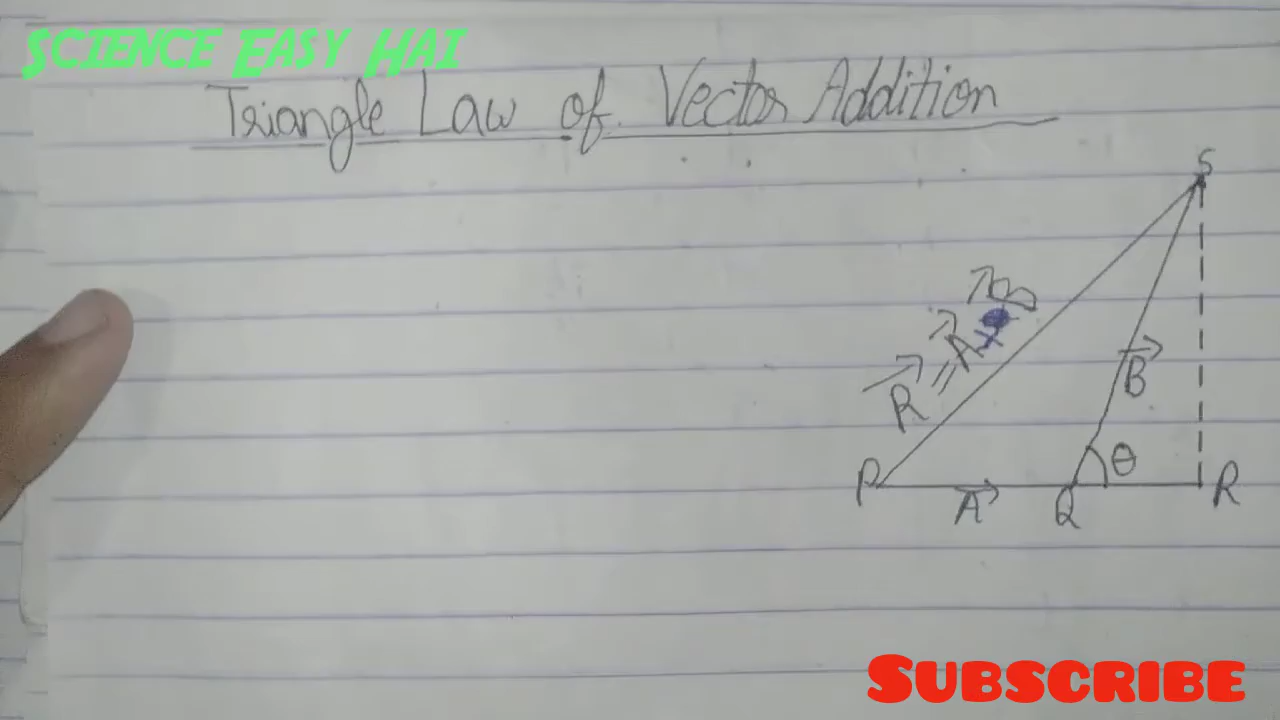 SCIENCE EASY HAI
Triangle Law of Vector Addition
S
R = A + B
B
P
A
Q
θ
R
SUBSCRIBE